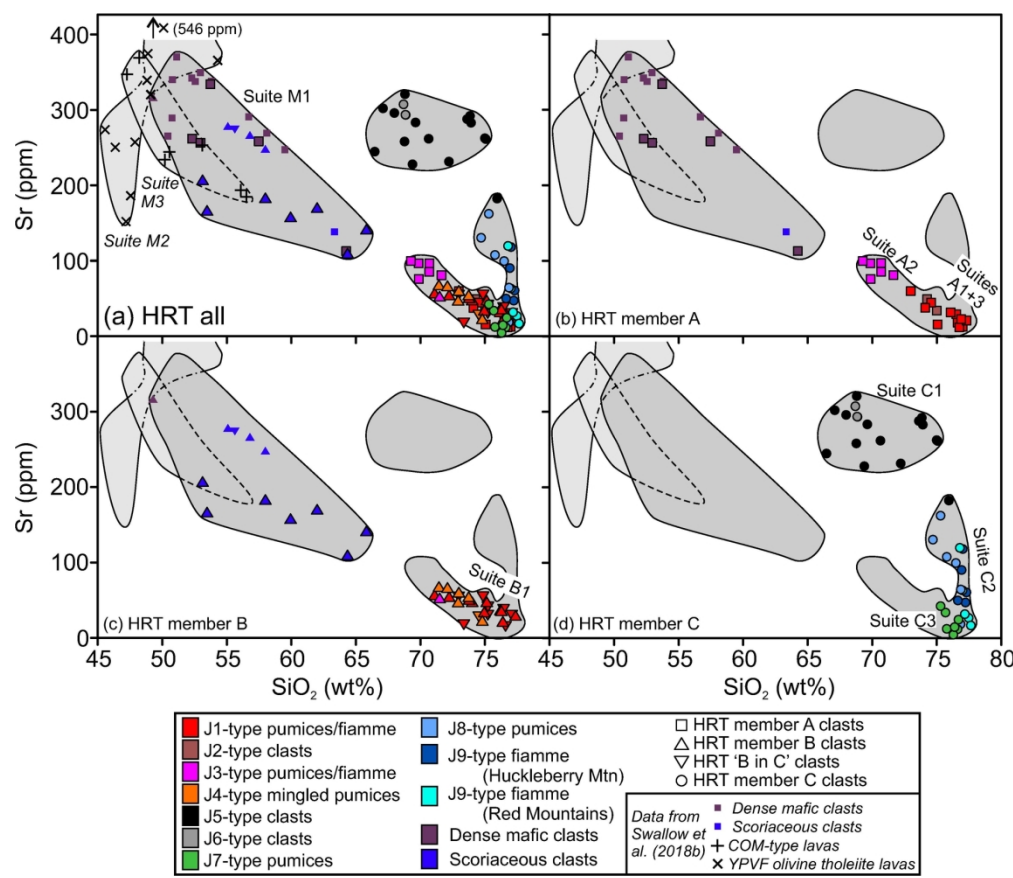 400
300
200
100
0
Sr (ppm)
(546 ppm)
Suite M1
Suite
M3
Suite M2
(a) HRT all
Suite A2
Suites
A1+3
(b) HRT member A
300
200
100
0
Sr (ppm)
Suite B1
(c) HRT member B
Suite C1
Suite C2
Suite C3
(d) HRT member C
45 50 55 60 65 70 75 45 50 55 60 65 70 75 80
SiO₂ (wt%) SiO₂ (wt%)
J1-type pumices/fiamme
J2-type clasts
J3-type pumices/fiamme
J4-type mingled pumices
J5-type clasts
J6-type clasts
J7-type pumices
J8-type pumices
J9-type fiamme
(Huckleberry Mtn)
J9-type fiamme
(Red Mountains)
Dense mafic clasts
Scoriaceous clasts
HRT member A clasts
HRT member B clasts
HRT 'B in C' clasts
HRT member C clasts
Data from
Swallow et
al. (2018b)
Dense mafic clasts
Scoriaceous clasts
COM-type lavas
YPVF olivine tholeiite lavas